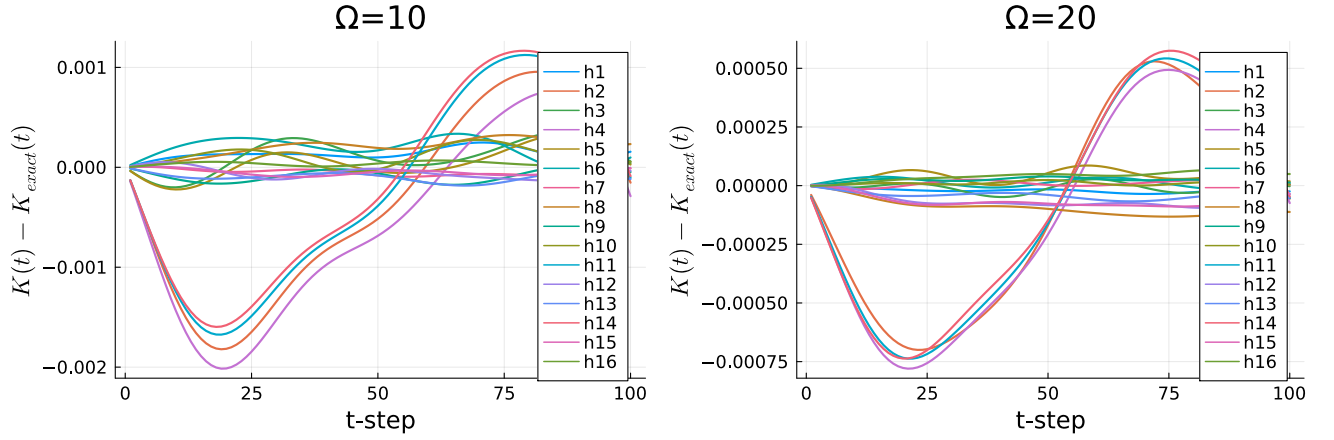 Ω=10
K(t) − K_exact(t)
0.001
0.000
−0.001
−0.002
0
25
50
75
100
t-step
h1
h2
h3
h4
h5
h6
h7
h8
h9
h10
h11
h12
h13
h14
h15
h16
Ω=20
K(t) − K_exact(t)
0.00050
0.00025
0.00000
−0.00025
−0.00050
−0.00075
0
25
50
75
100
t-step
h1
h2
h3
h4
h5
h6
h7
h8
h9
h10
h11
h12
h13
h14
h15
h16